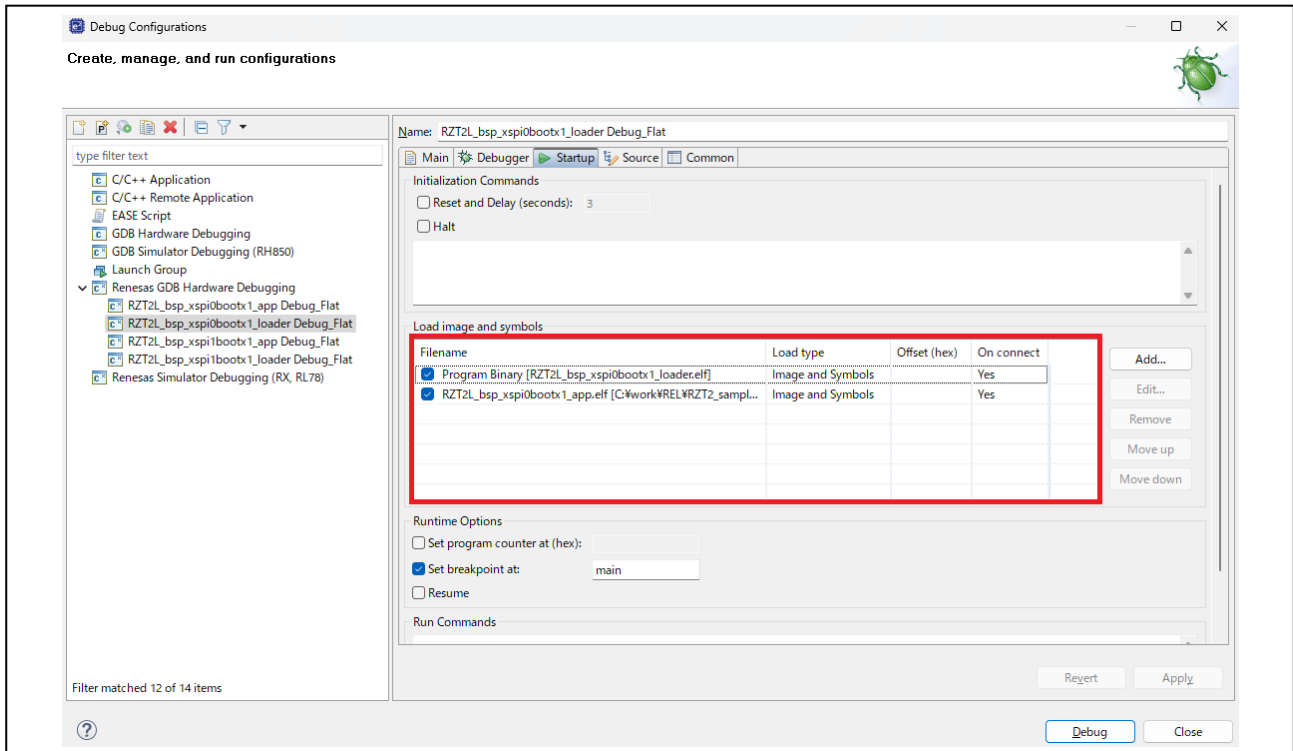 Debug Configurations
Create, manage, and run configurations
type filter text
C/C++ Application
C/C++ Remote Application
EASE Script
GDB Hardware Debugging
GDB Simulator Debugging (RH850)
Launch Group
Renesas GDB Hardware Debugging
RZT2L_bsp_xspi0bootx1_app Debug_Flat
RZT2L_bsp_xspi0bootx1_loader Debug_Flat
RZT2L_bsp_xspi1bootx1_app Debug_Flat
RZT2L_bsp_xspi1bootx1_loader Debug_Flat
Renesas Simulator Debugging (RX, RL78)
Filter matched 12 of 14 items
Name: RZT2L_bsp_xspi0bootx1_loader Debug_Flat
Main Debugger Startup Source Common
Initialization Commands
Reset and Delay (seconds): 3
Halt
Load image and symbols
Filename Load type Offset (hex) On connect
Program Binary [RZT2L_bsp_xspi0bootx1_loader.elf] Image and Symbols Yes
RZT2L_bsp_xspi0bootx1_app.elf [C:¥work¥REL¥RZT2_sampl... Image and Symbols Yes
Add...
Edit...
Remove
Move up
Move down
Runtime Options
Set program counter at (hex):
Set breakpoint at: main
Resume
Run Commands
Revert Apply
Debug Close